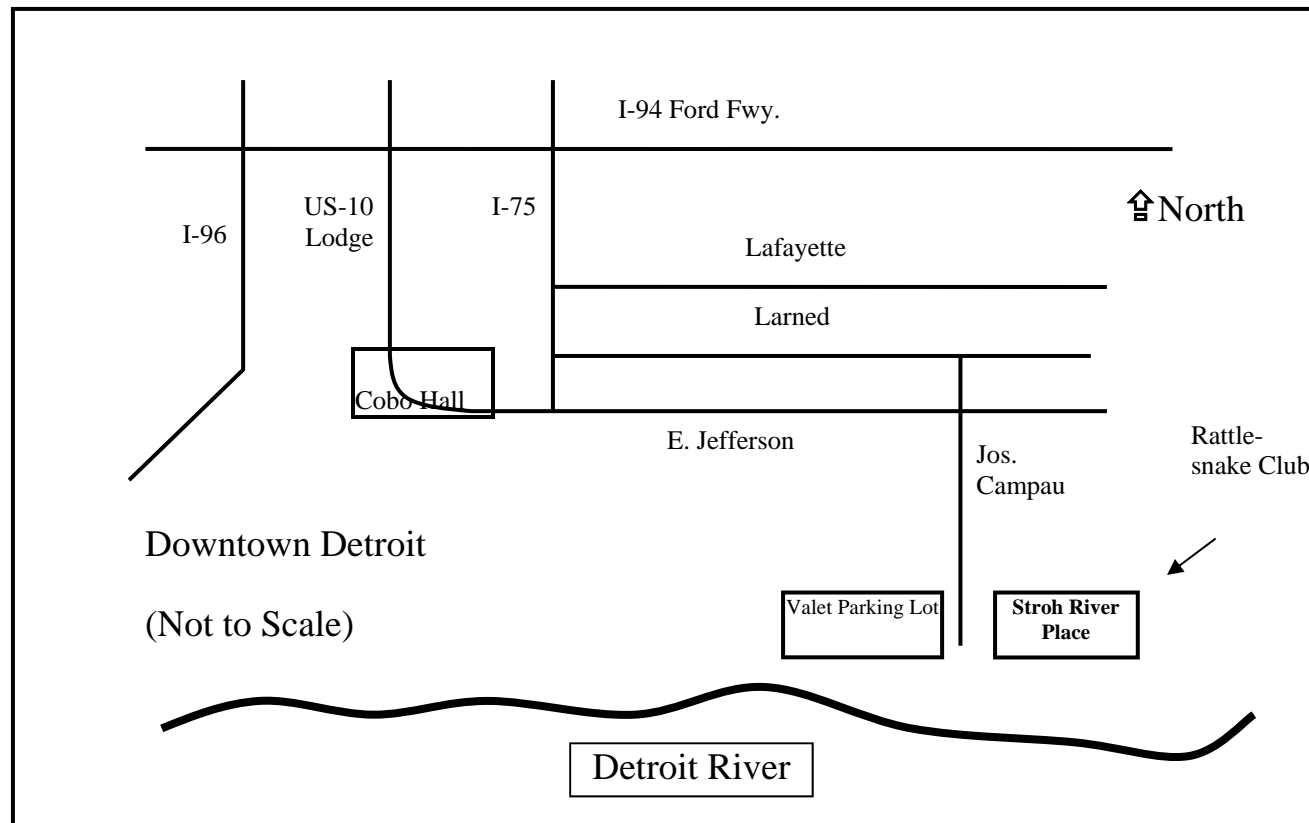 I-94 Ford Fwy.
US-10
Lodge
I-75
North
I-96
Lafayette
Larned
Cobo Hall
E. Jefferson
Jos.
Campau
Rattle-
snake Club
Downtown Detroit
(Not to Scale)
Valet Parking Lot
Stroh River
Place
Detroit River